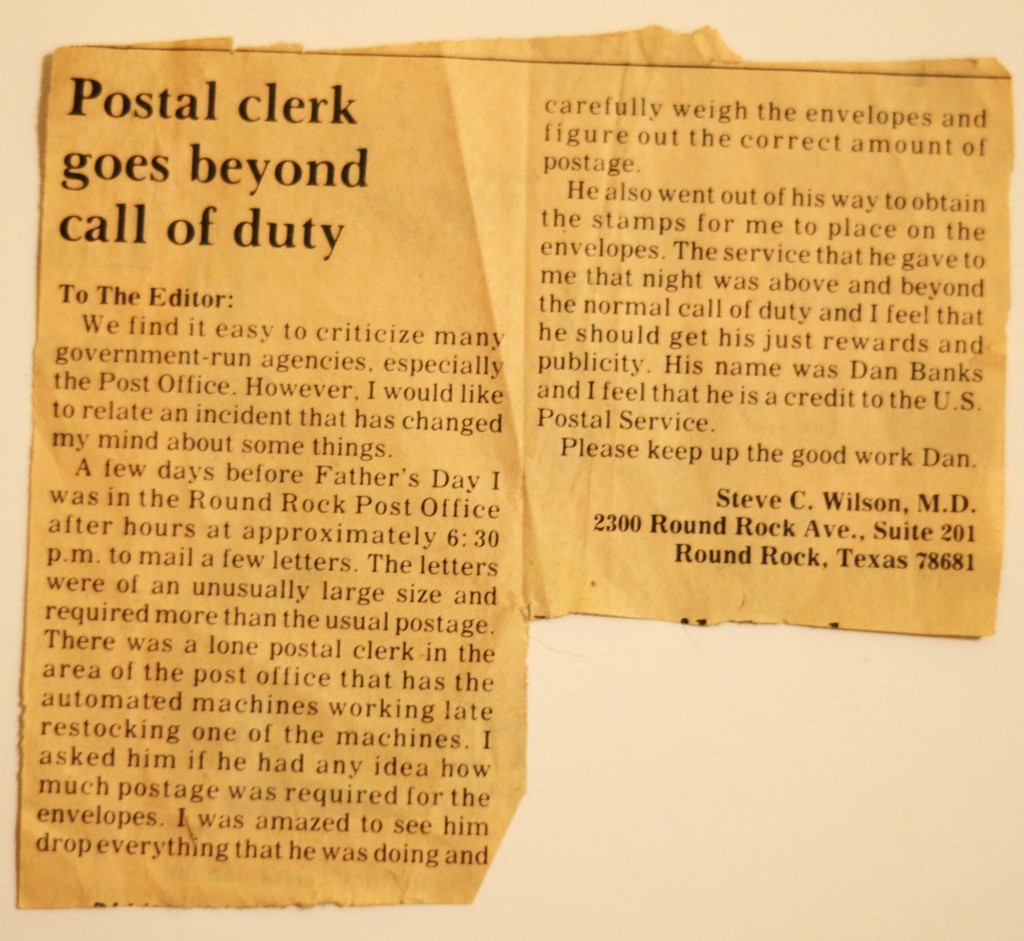 Postal clerk
goes beyond
call of duty
To The Editor:
We find it easy to criticize many
government-run agencies, especially
the Post Office. However, I would like
to relate an incident that has changed
my mind about some things.
A few days before Father's Day I
was in the Round Rock Post Office
after hours at approximately 6:30
p.m. to mail a few letters. The letters
were of an unusually large size and
required more than the usual postage.
There was a lone postal clerk in the
area of the post office that has the
automated machines working late
restocking one of the machines. I
asked him if he had any idea how
much postage was required for the
envelopes. I was amazed to see him
drop everything that he was doing and
carefully weigh the envelopes and
figure out the correct amount of
postage.
He also went out of his way to obtain
the stamps for me to place on the
envelopes. The service that he gave to
me that night was above and beyond
the normal call of duty and I feel that
he should get his just rewards and
publicity. His name was Dan Banks
and I feel that he is a credit to the U.S.
Postal Service.
Please keep up the good work Dan.
Steve C. Wilson, M.D.
2300 Round Rock Ave., Suite 201
Round Rock, Texas 78681